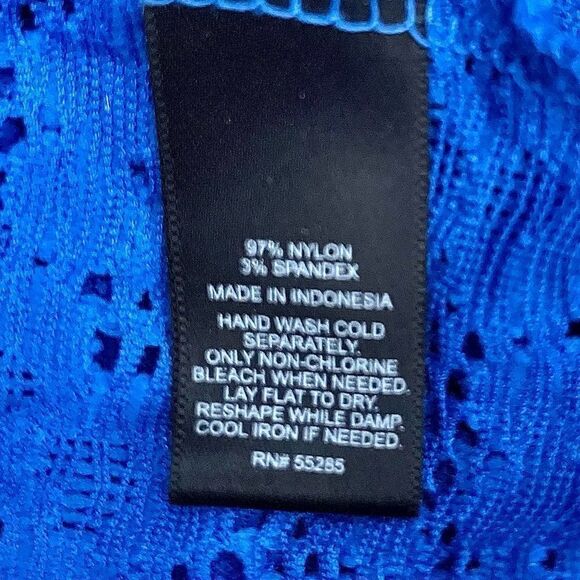 97% NYLON
3% SPANDEX
MADE IN INDONESIA
HAND WASH COLD
SEPARATELY.
ONLY NON-CHLORINE
BLEACH WHEN NEEDED.
LAY FLAT TO DRY.
RESHAPE WHILE DAMP.
COOL IRON IF NEEDED.
RN# 55285